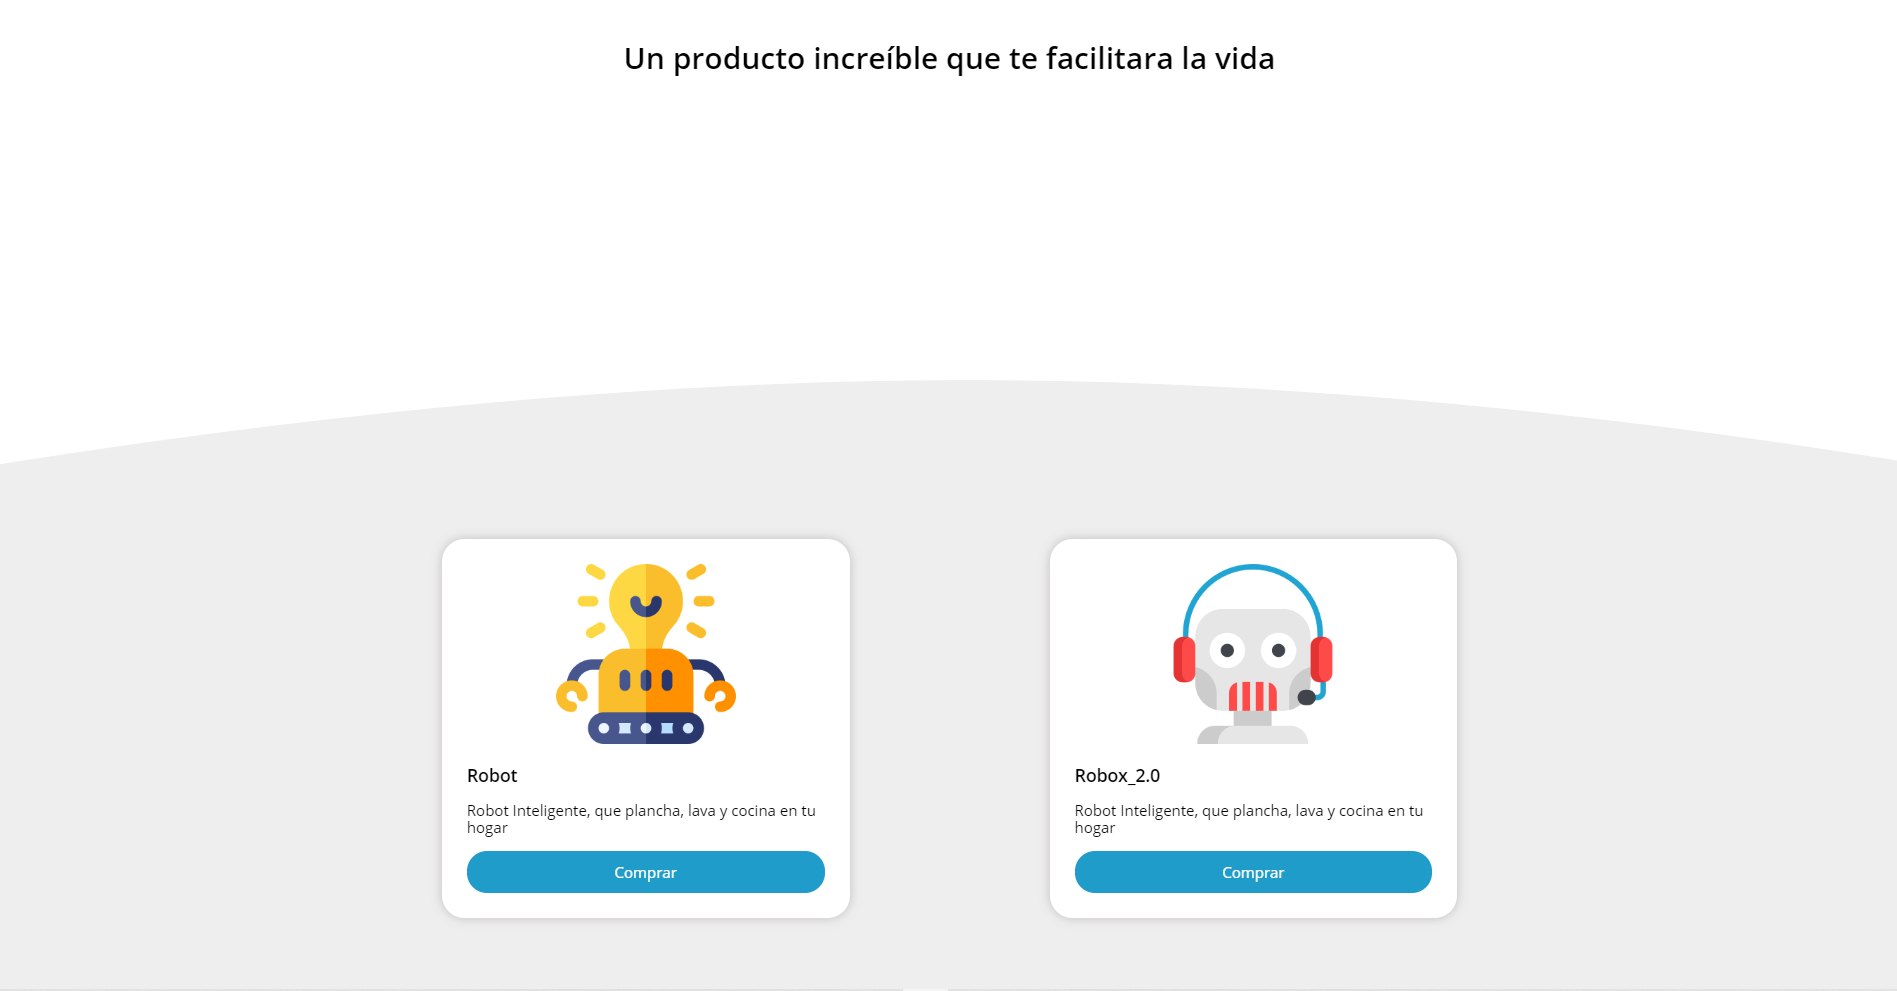 Un producto increíble que te facilitara la vida
Robot
Robot Inteligente, que plancha, lava y cocina en tu
hogar
Comprar
Robox_2.0
Robot Inteligente, que plancha, lava y cocina en tu
hogar
Comprar